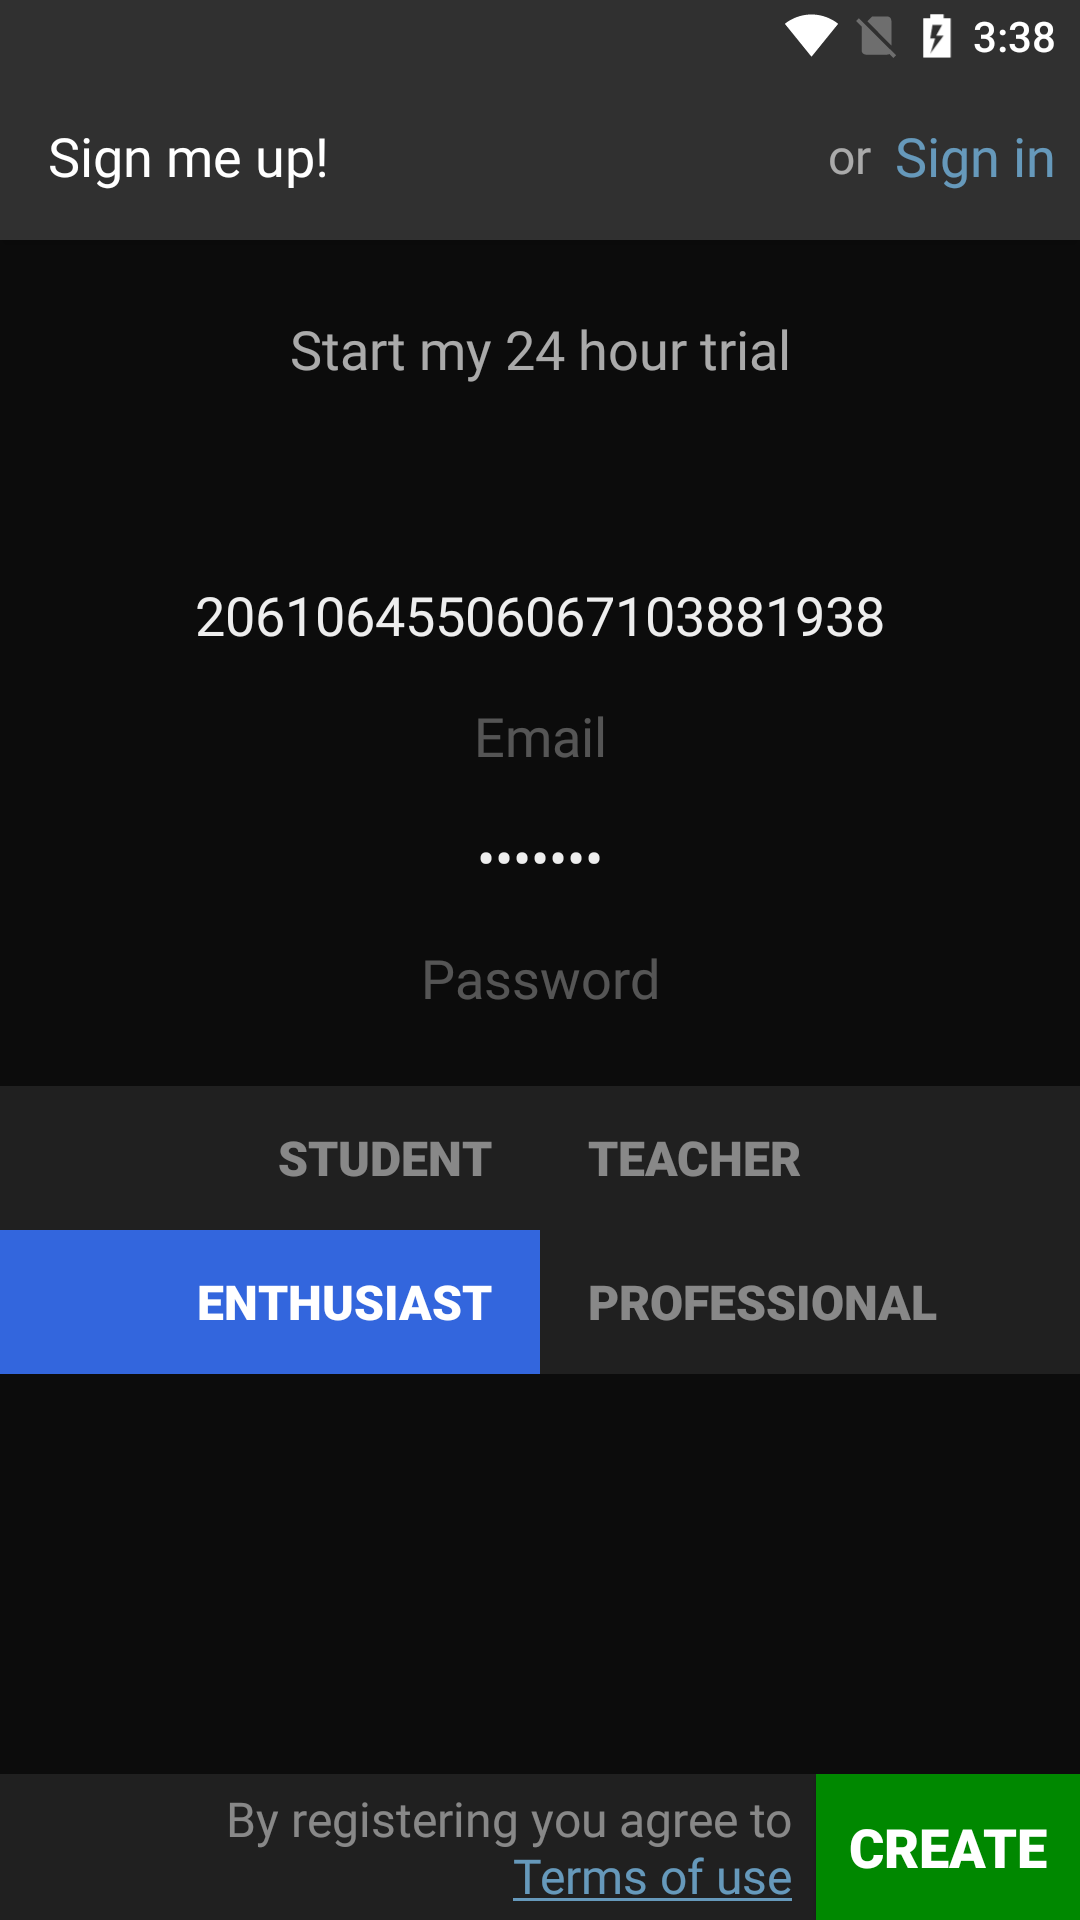 3:38
Sign me up!
or Sign in
Start my 24 hour trial
20610645506067103881938
Email
•••••••
Password
STUDENT
TEACHER
ENTHUSIAST
PROFESSIONAL
By registering you agree to
Terms of use
CREATE